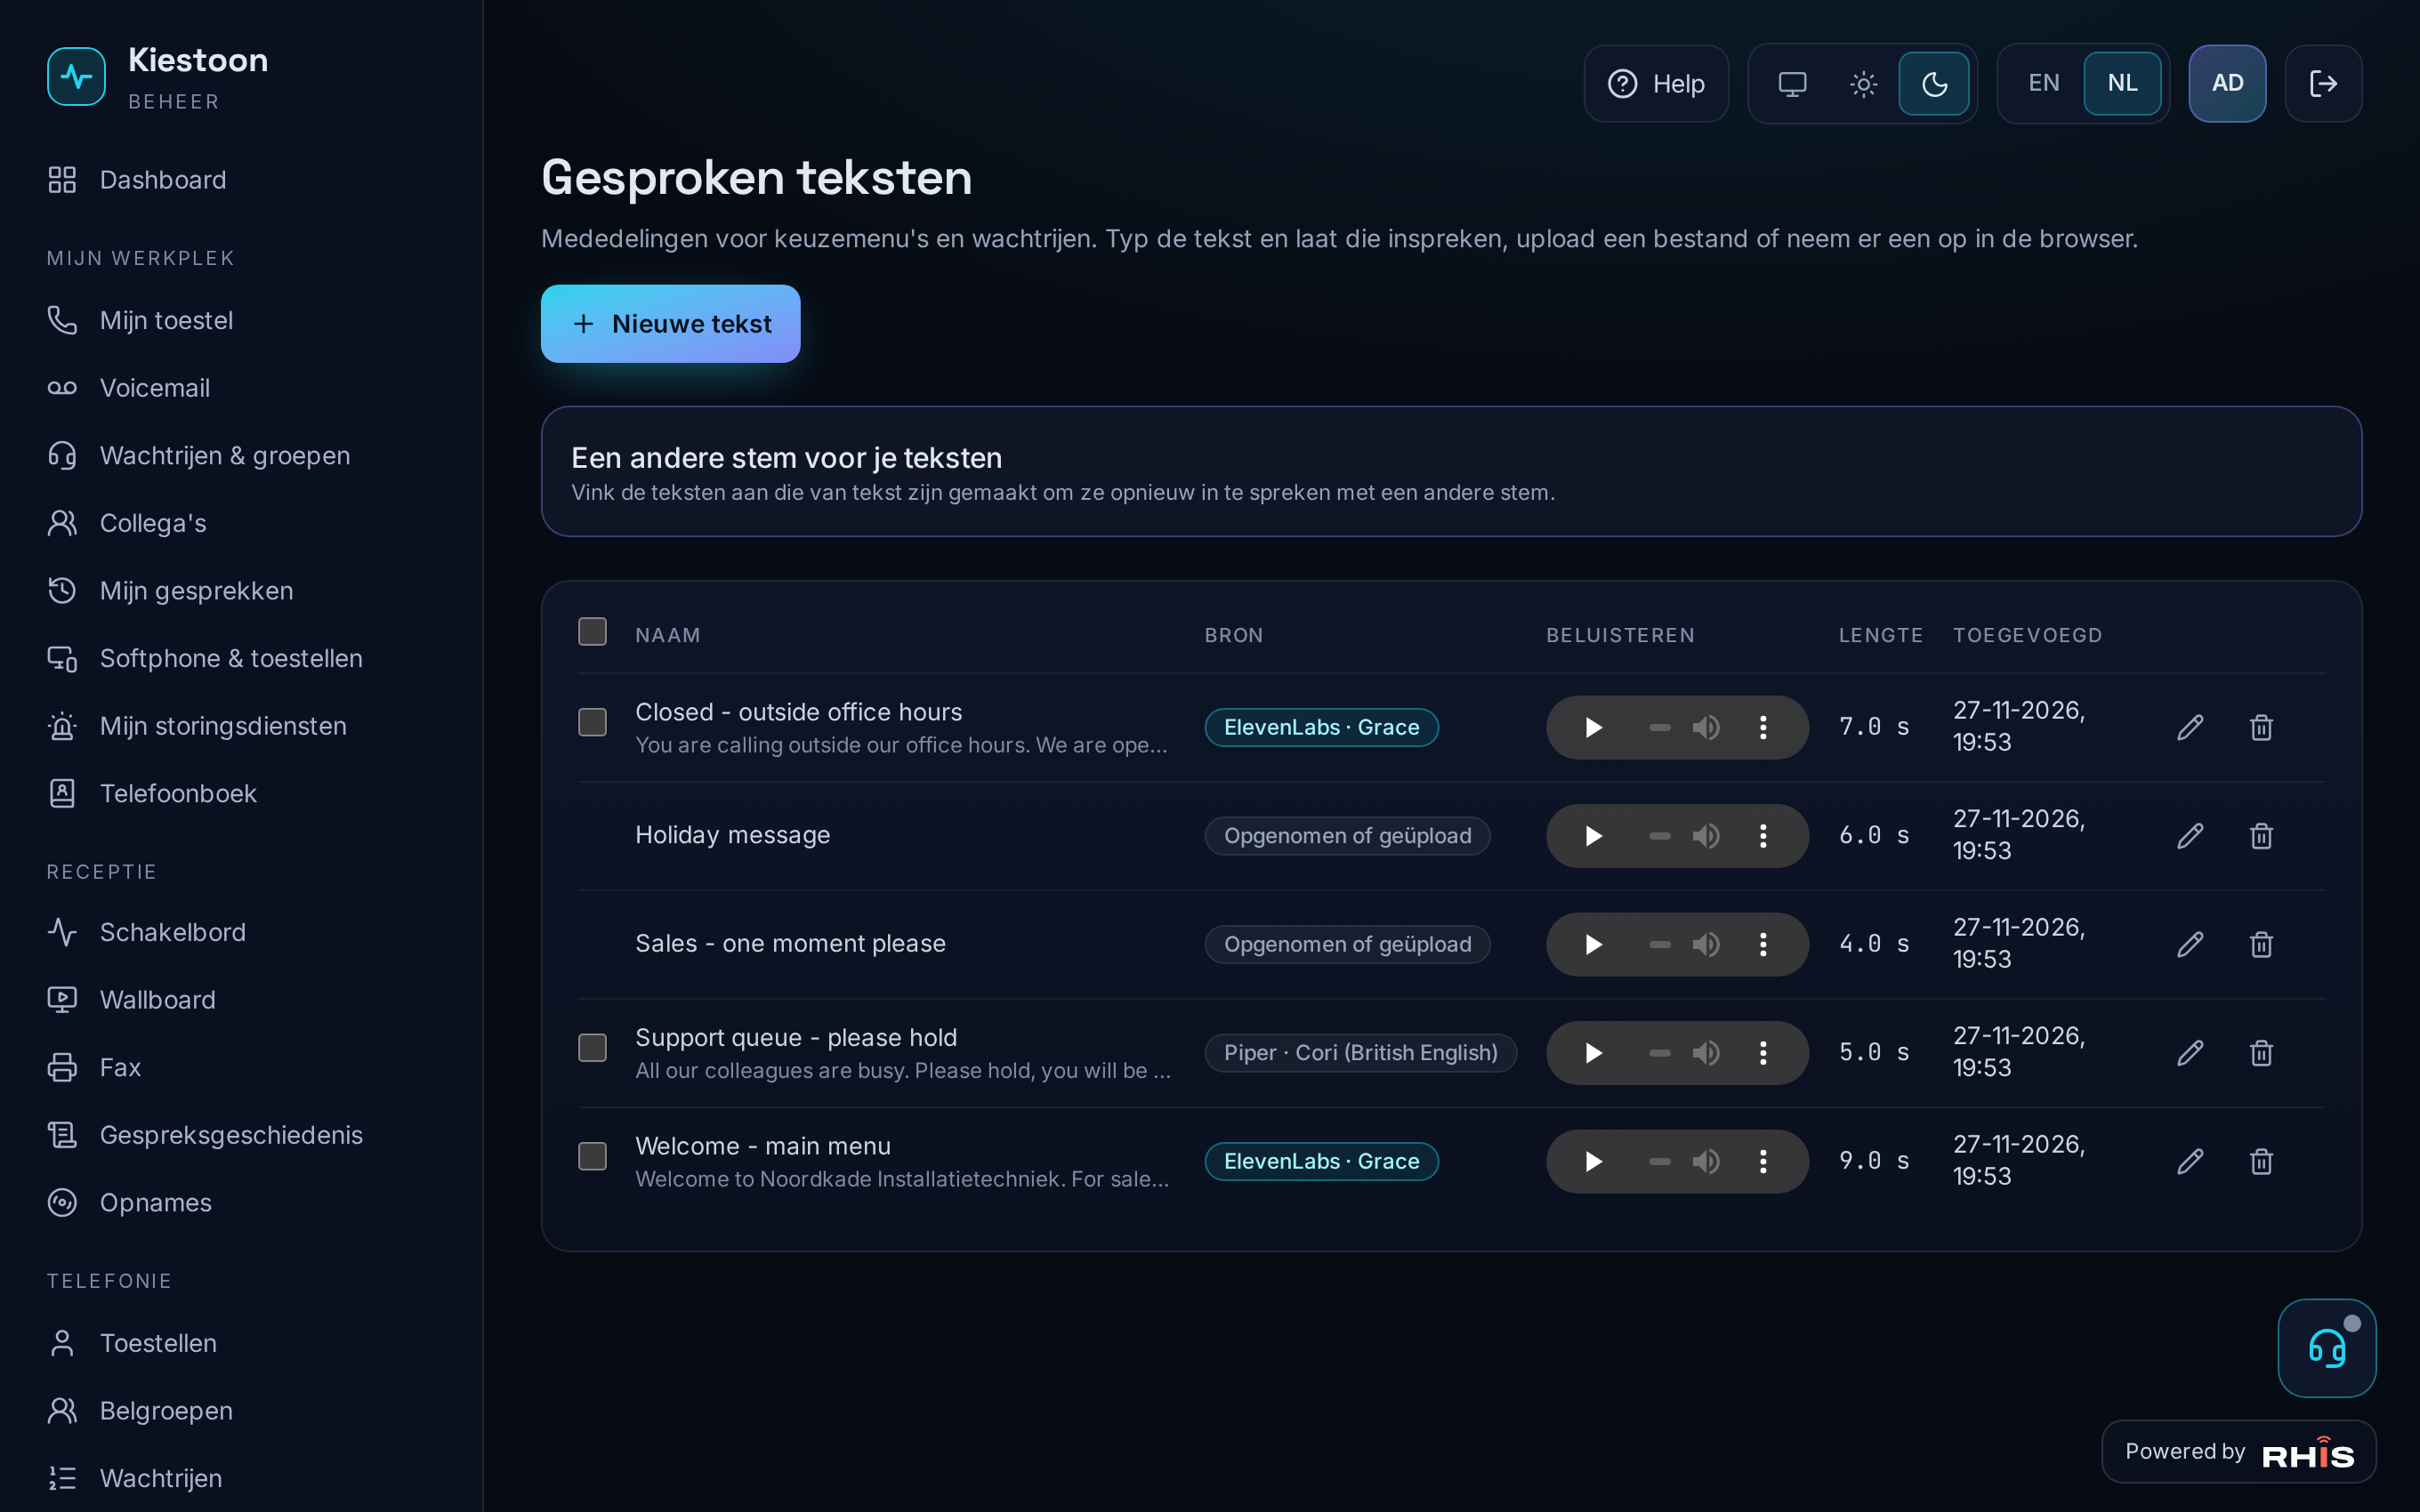 Kiestoon
BEHEER
Dashboard
MIJN WERKPLEK
Mijn toestel
Voicemail
Wachtrijen & groepen
Collega's
Mijn gesprekken
Softphone & toestellen
Mijn storingsdiensten
Telefoonboek
RECEPTIE
Schakelbord
Wallboard
Fax
Gespreksgeschiedenis
Opnames
TELEFONIE
Toestellen
Belgroepen
Wachtrijen
Help
EN NL
AD
Gesproken teksten
Mededelingen voor keuzemenu's en wachtrijen. Typ de tekst en laat die inspreken, upload een bestand of neem er een op in de browser.
Nieuwe tekst
Een andere stem voor je teksten
Vink de teksten aan die van tekst zijn gemaakt om ze opnieuw in te spreken met een andere stem.
NAAM BRON BELUISTEREN LENGTE TOEGEVOEGD
Closed - outside office hours
You are calling outside our office hours. We are ope...
ElevenLabs · Grace
7.0 s
27-11-2026,
19:53
Holiday message
Opgenomen of geüpload
6.0 s
27-11-2026,
19:53
Sales - one moment please
Opgenomen of geüpload
4.0 s
27-11-2026,
19:53
Support queue - please hold
All our colleagues are busy. Please hold, you will be ...
Piper · Cori (British English)
5.0 s
27-11-2026,
19:53
Welcome - main menu
Welcome to Noordkade Installatietechniek. For sale...
ElevenLabs · Grace
9.0 s
27-11-2026,
19:53
Powered by RHIS